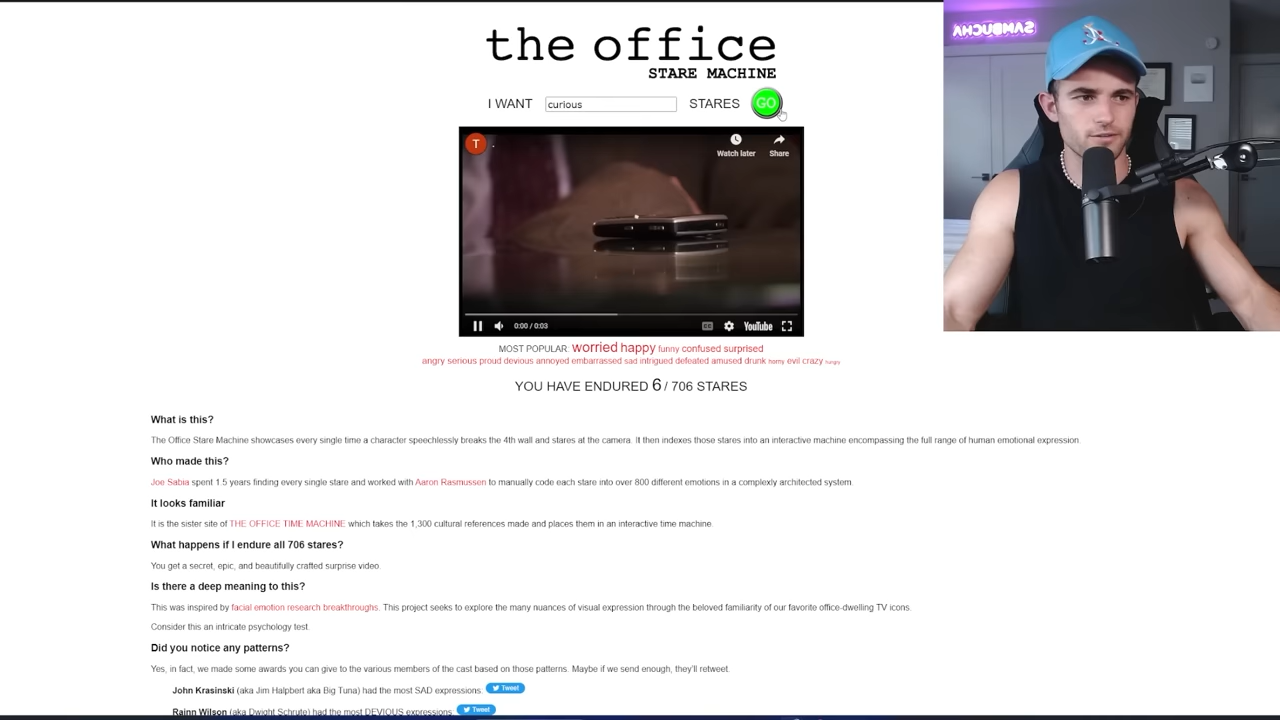 the office
STARE MACHINE
I WANT curious STARES GO
T .
Watch later
Share
0:00 / 0:03
CC
YouTube
MOST POPULAR: worried happy funny confused surprised
angry serious proud devious annoyed embarrassed sad intrigued defeated amused drunk horny evil crazy hungry
YOU HAVE ENDURED 6 / 706 STARES
What is this?
The Office Stare Machine showcases every single time a character speechlessly breaks the 4th wall and stares at the camera. It then indexes those stares into an interactive machine encompassing the full range of human emotional expression.
Who made this?
Joe Sabia spent 1.5 years finding every single stare and worked with Aaron Rasmussen to manually code each stare into over 800 different emotions in a complexly architected system.
It looks familiar
It is the sister site of THE OFFICE TIME MACHINE which takes the 1,300 cultural references made and places them in an interactive time machine.
What happens if I endure all 706 stares?
You get a secret, epic, and beautifully crafted surprise video.
Is there a deep meaning to this?
This was inspired by facial emotion research breakthroughs. This project seeks to explore the many nuances of visual expression through the beloved familiarity of our favorite office-dwelling TV icons.
Consider this an intricate psychology test.
Did you notice any patterns?
Yes, in fact, we made some awards you can give to the various members of the cast based on those patterns. Maybe if we send enough, they'll retweet.
John Krasinski (aka Jim Halpbert aka Big Tuna) had the most SAD expressions. Tweet
Rainn Wilson (aka Dwight Schrute) had the most DEVIOUS expressions. Tweet
SAMBUCHA